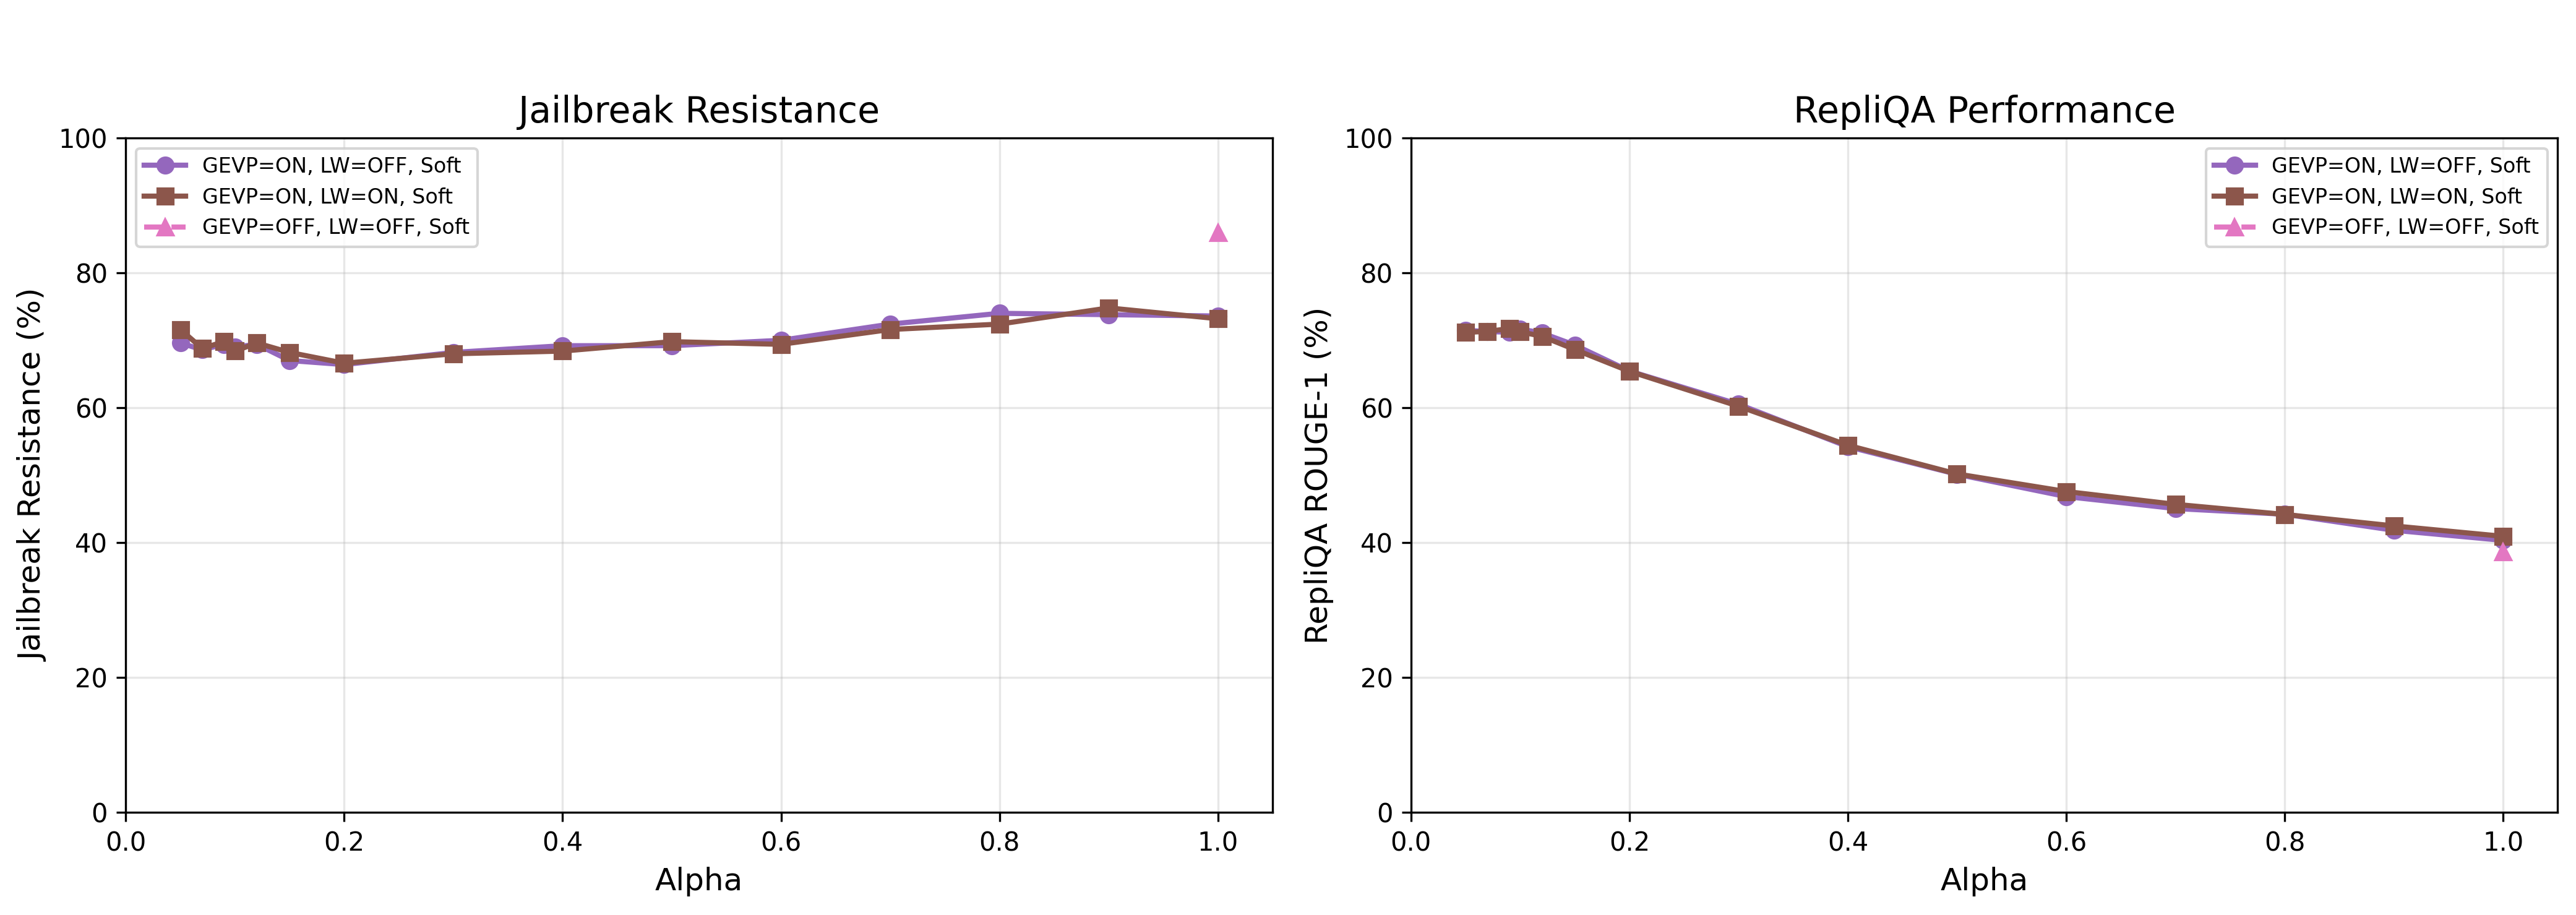 Jailbreak Resistance
100
80
60
40
20
0
Jailbreak Resistance (%)
GEVP=ON, LW=OFF, Soft
GEVP=ON, LW=ON, Soft
GEVP=OFF, LW=OFF, Soft
0.0 0.2 0.4 0.6 0.8 1.0
Alpha
RepliQA Performance
100
80
60
40
20
0
RepliQA ROUGE-1 (%)
GEVP=ON, LW=OFF, Soft
GEVP=ON, LW=ON, Soft
GEVP=OFF, LW=OFF, Soft
0.0 0.2 0.4 0.6 0.8 1.0
Alpha